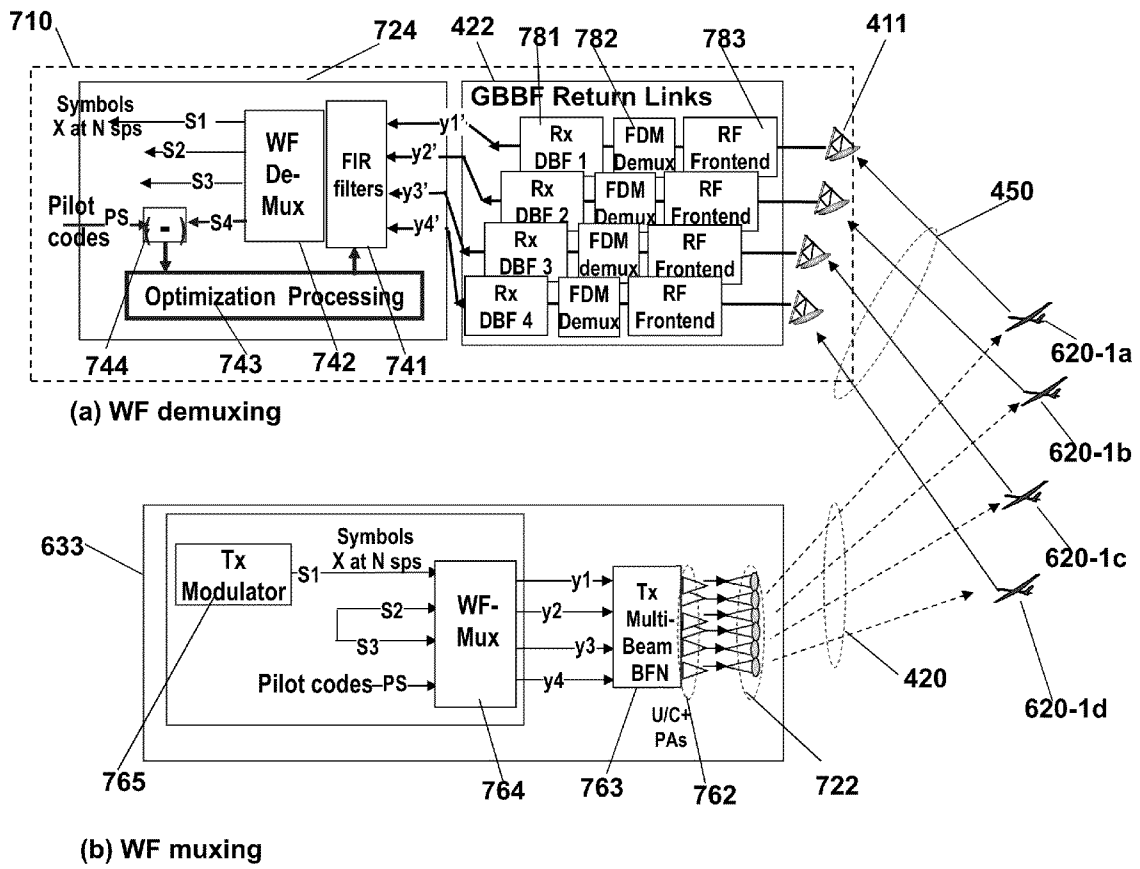 710
724
422
781
782
783
411
GBBF Return Links
Symbols
X at N sps
S1
S2
S3
S4
Pilot
codes
PS
( - )
WF
De-
Mux
FIR
filters
y1'
y2'
y3'
y4'
Rx
DBF 1
FDM
Demux
RF
Frontend
Rx
DBF 2
FDM
Demux
RF
Frontend
Rx
DBF 3
FDM
demux
RF
Frontend
Rx
DBF 4
FDM
Demux
RF
Frontend
Optimization Processing
744
743
742
741
450
620-1a
620-1b
620-1c
620-1d
(a) WF demuxing
633
Tx
Modulator
S1
Symbols
X at N sps
S2
S3
Pilot codes
PS
WF-
Mux
y1
y2
y3
y4
Tx
Multi-
Beam
BFN
U/C+
PAs
420
765
764
763
762
722
(b) WF muxing